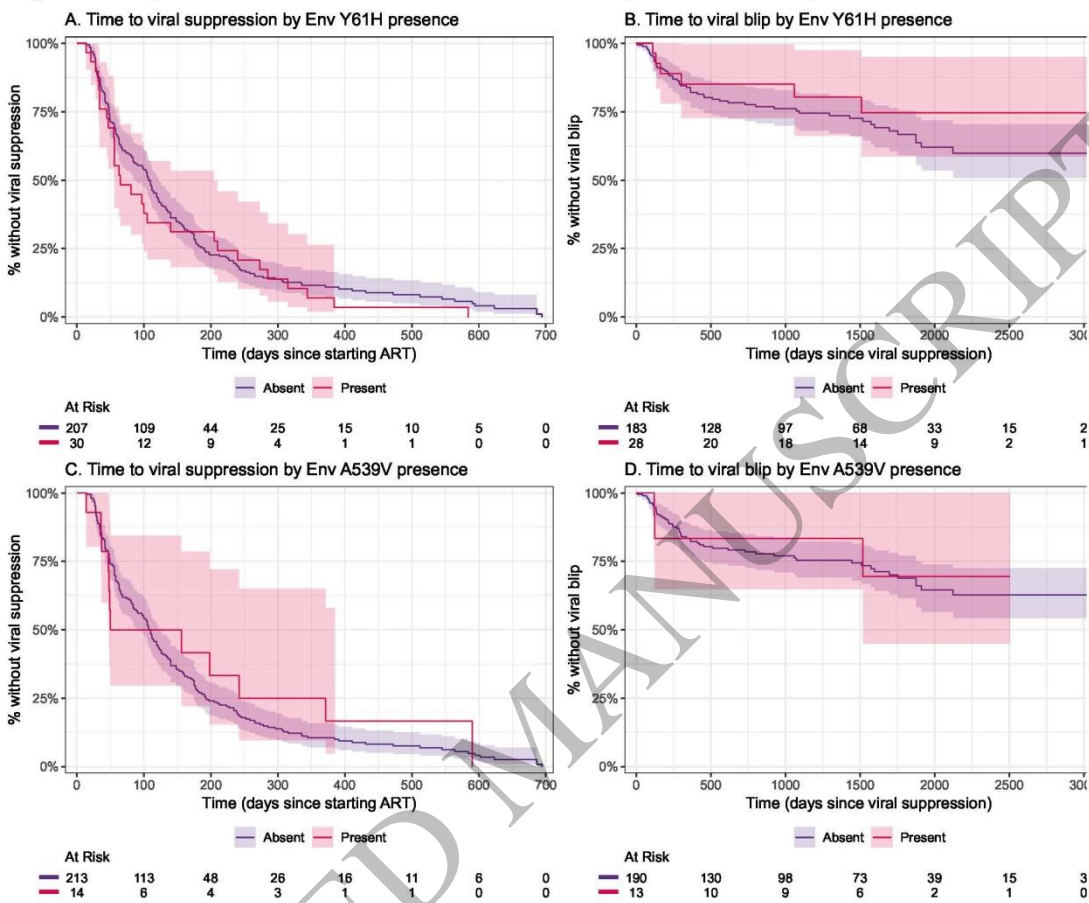 A. Time to viral suppression by Env Y61H presence
100%
75%
50%
25%
0%
% without viral suppression
0 100 200 300 400 500 600 700
Time (days since starting ART)
Absent Present
At Risk
207 109 44 25 15 10 5 0
30 12 9 4 1 1 0 0
B. Time to viral blip by Env Y61H presence
100%
75%
50%
25%
0%
% without viral blip
0 500 1000 1500 2000 2500 300
Time (days since viral suppression)
Absent Present
At Risk
183 128 97 68 33 15 2
28 20 18 14 9 2 1
C. Time to viral suppression by Env A539V presence
100%
75%
50%
25%
0%
% without viral suppression
0 100 200 300 400 500 600 700
Time (days since starting ART)
Absent Present
At Risk
213 113 48 26 16 11 6 0
14 6 4 3 1 1 0 0
D. Time to viral blip by Env A539V presence
100%
75%
50%
25%
0%
% without viral blip
0 500 1000 1500 2000 2500 300
Time (days since viral suppression)
Absent Present
At Risk
190 130 98 73 39 15 3
13 10 9 6 2 1 0
ED MANUSCRIPT